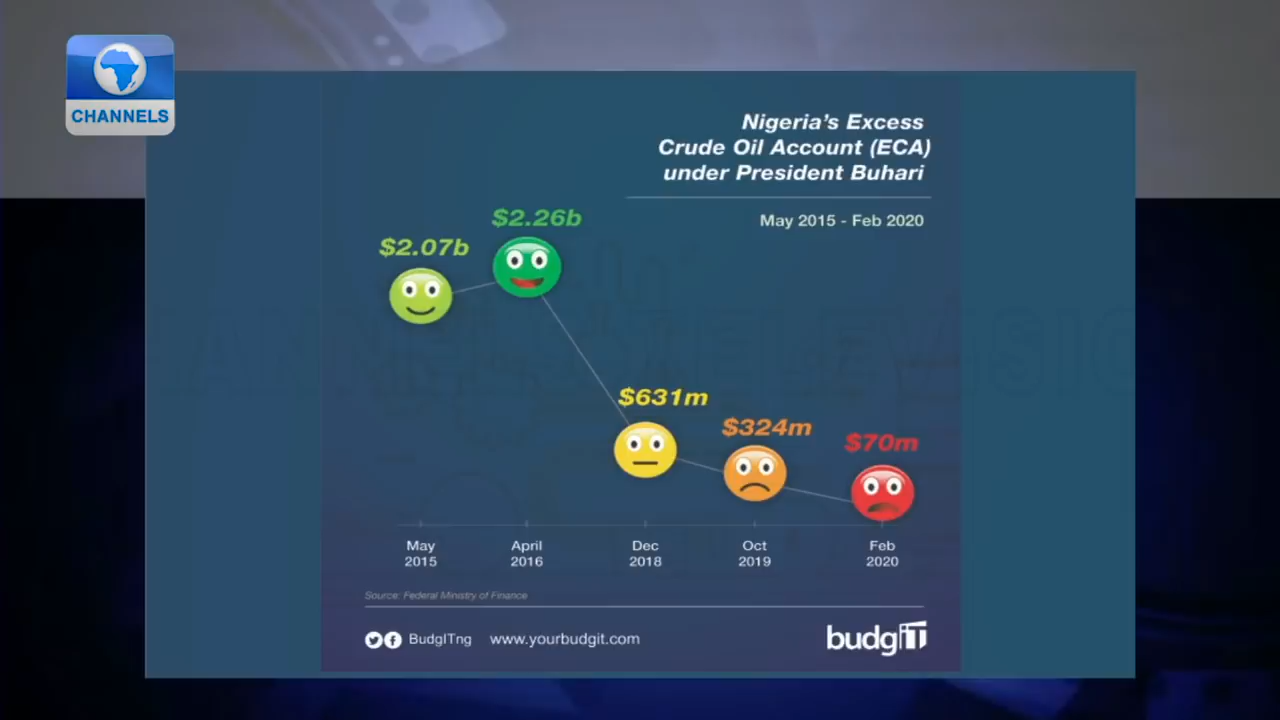 CHANNELS
Nigeria's Excess
Crude Oil Account (ECA)
under President Buhari
May 2015 - Feb 2020
$2.07b
$2.26b
$631m
$324m
$70m
May
2015
April
2016
Dec
2018
Oct
2019
Feb
2020
Source: Federal Ministry of Finance
BudgITng
www.yourbudgit.com
budgIT